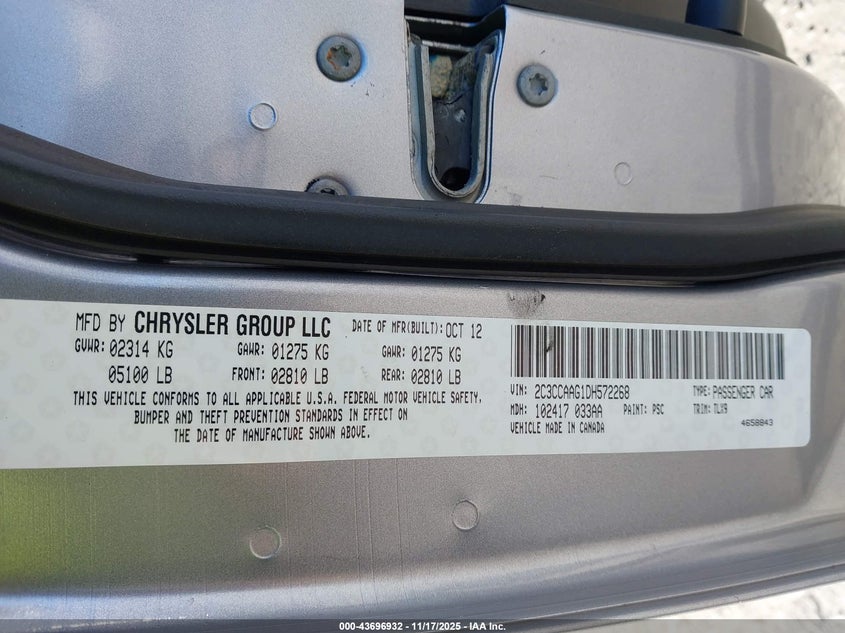 MFD BY CHRYSLER GROUP LLC DATE OF MFR(BUILT): OCT 12
GVWR: 02314 KG GAWR: 01275 KG GAWR: 01275 KG
05100 LB FRONT: 02810 LB REAR: 02810 LB
THIS VEHICLE CONFORMS TO ALL APPLICABLE U.S.A. FEDERAL MOTOR VEHICLE SAFETY,
BUMPER AND THEFT PREVENTION STANDARDS IN EFFECT ON
THE DATE OF MANUFACTURE SHOWN ABOVE.
VIN: 2C3CCAAG1DH572268 TYPE: PASSENGER CAR
MDH: 102417 033AA PAINT: PSC TRIM: TLX9
VEHICLE MADE IN CANADA 4658843
000-43696932 - 11/17/2025 - IAA Inc.